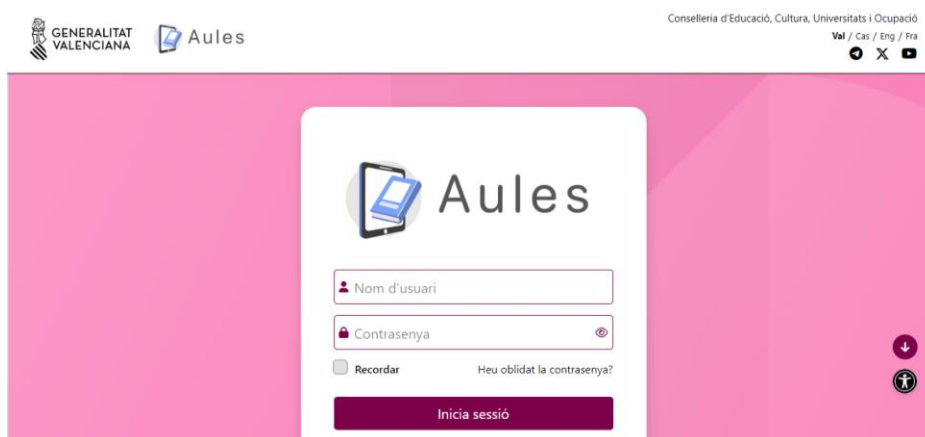 GENERALITAT
VALENCIANA
Aules
Conselleria d'Educació, Cultura, Universitats i Ocupació
Val / Cas / Eng / Fra
Aules
Nom d'usuari
Contrasenya
Recordar
Heu oblidat la contrasenya?
Inicia sessió